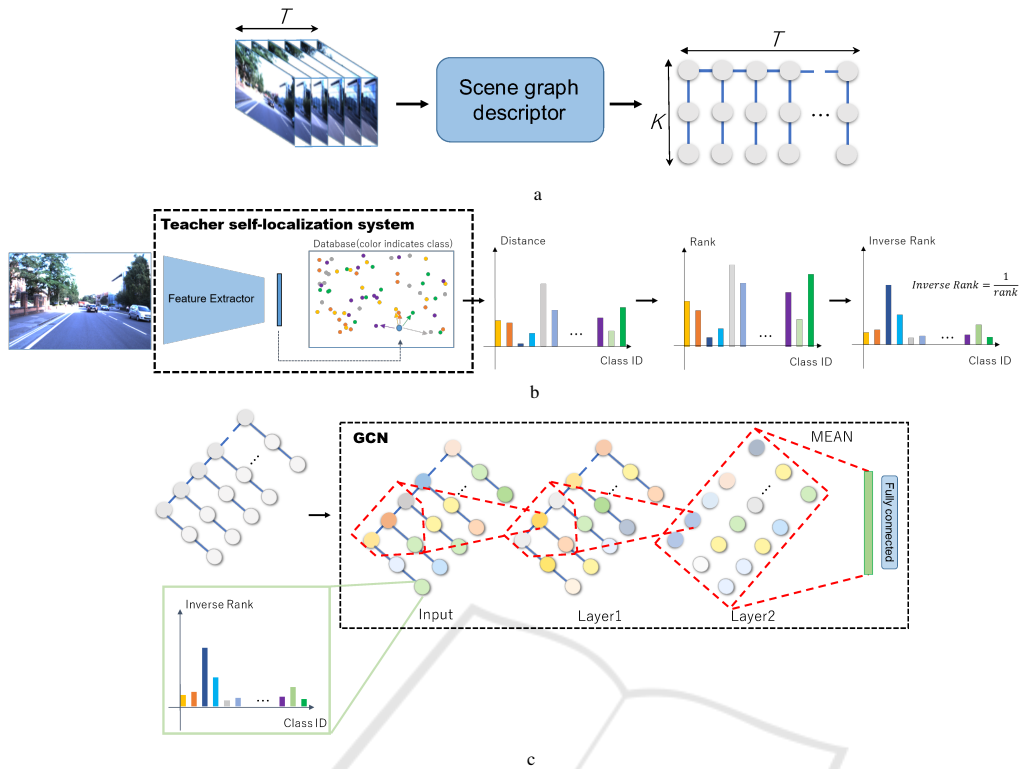 T
Scene graph
descriptor
T
K
...
a
Teacher self-localization system
Database(color indicates class)
Feature Extractor
Distance
...
Class ID
Rank
...
Class ID
Inverse Rank
...
Class ID
Inverse Rank = 1/rank
b
...
GCN
MEAN
...
...
...
Fully connected
Input
Layer1
Layer2
Inverse Rank
...
Class ID
c